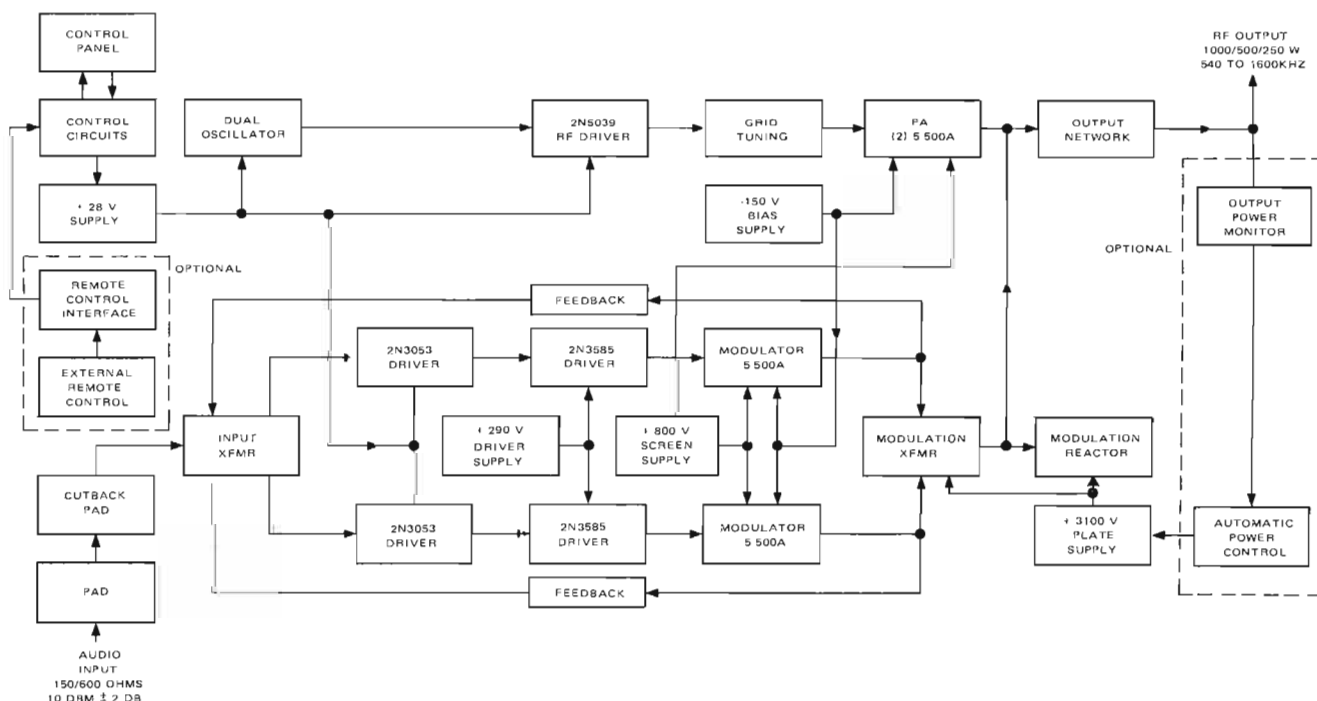 CONTROL
PANEL
RF OUTPUT
1000/500/250 W
540 TO 1600KHZ
CONTROL
CIRCUITS
DUAL
OSCILLATOR
2N5039
RF DRIVER
GRID
TUNING
PA
(2) 5 500A
OUTPUT
NETWORK
+ 28 V
SUPPLY
-150 V
BIAS
SUPPLY
OUTPUT
POWER
MONITOR
OPTIONAL
OPTIONAL
REMOTE
CONTROL
INTERFACE
FEEDBACK
EXTERNAL
REMOTE
CONTROL
2N3053
DRIVER
2N3585
DRIVER
MODULATOR
5 500A
INPUT
XFMR
+ 290 V
DRIVER
SUPPLY
+ 800 V
SCREEN
SUPPLY
MODULATION
XFMR
MODULATION
REACTOR
CUTBACK
PAD
2N3053
DRIVER
2N3585
DRIVER
MODULATOR
5 500A
+ 3100 V
PLATE
SUPPLY
AUTOMATIC
POWER
CONTROL
PAD
FEEDBACK
AUDIO
INPUT
150/600 OHMS
10 DBM ± 2 DB